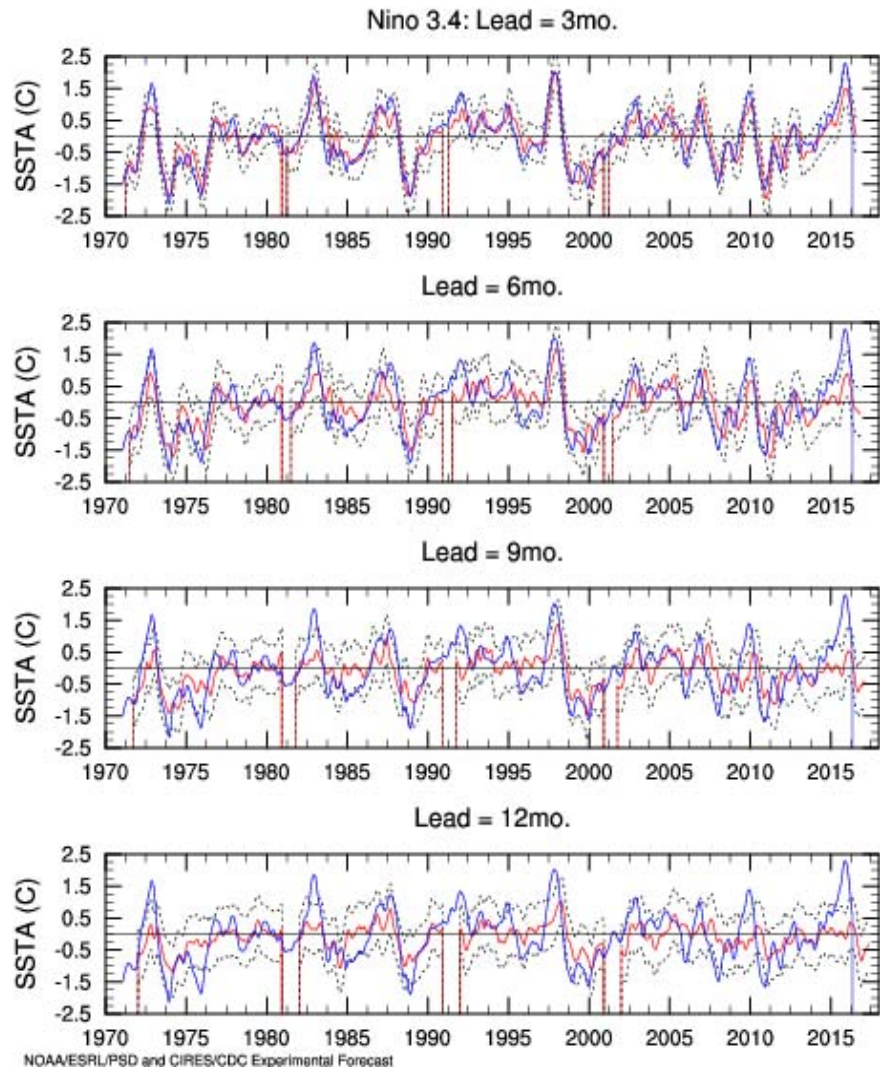 Nino 3.4: Lead = 3mo.
SSTA (C)
2.5
1.5
0.5
-0.5
-1.5
-2.5
1970 1975 1980 1985 1990 1995 2000 2005 2010 2015
Lead = 6mo.
SSTA (C)
2.5
1.5
0.5
-0.5
-1.5
-2.5
1970 1975 1980 1985 1990 1995 2000 2005 2010 2015
Lead = 9mo.
SSTA (C)
2.5
1.5
0.5
-0.5
-1.5
-2.5
1970 1975 1980 1985 1990 1995 2000 2005 2010 2015
Lead = 12mo.
SSTA (C)
2.5
1.5
0.5
-0.5
-1.5
-2.5
1970 1975 1980 1985 1990 1995 2000 2005 2010 2015
NOAA/ESRL/PSD and CIRES/CDC Experimental Forecast